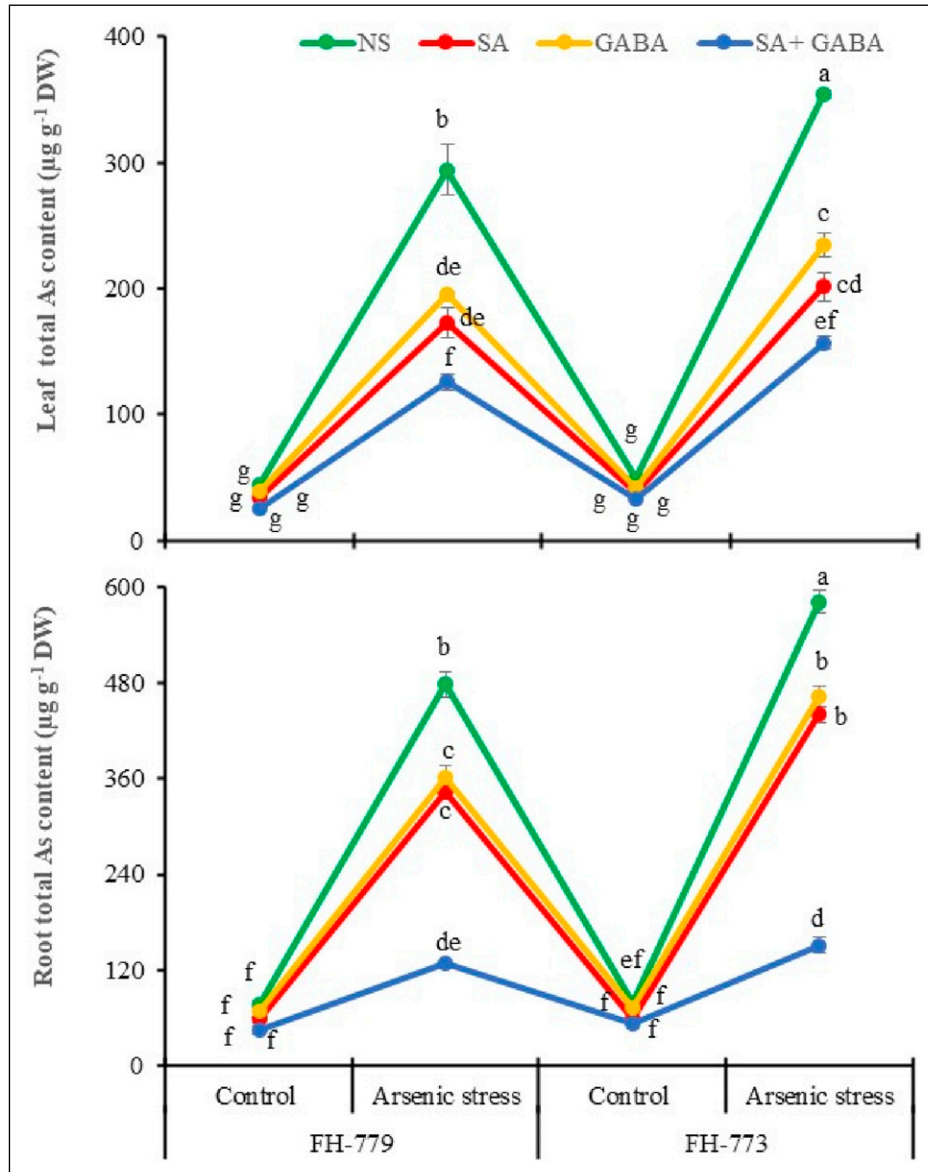 400
NS SA GABA SA+ GABA
a
b
300
c
de
200
de
cd
ef
f
100
g
g
g g g g g g
0
Leaf total As content (µg g-1 DW)
600
a
b
480
b
b
c
360
c
240
d
de
120
ef
f
f f f
f f f
0
Root total As content (µg g-1 DW)
Control Arsenic stress Control Arsenic stress
FH-779 FH-773